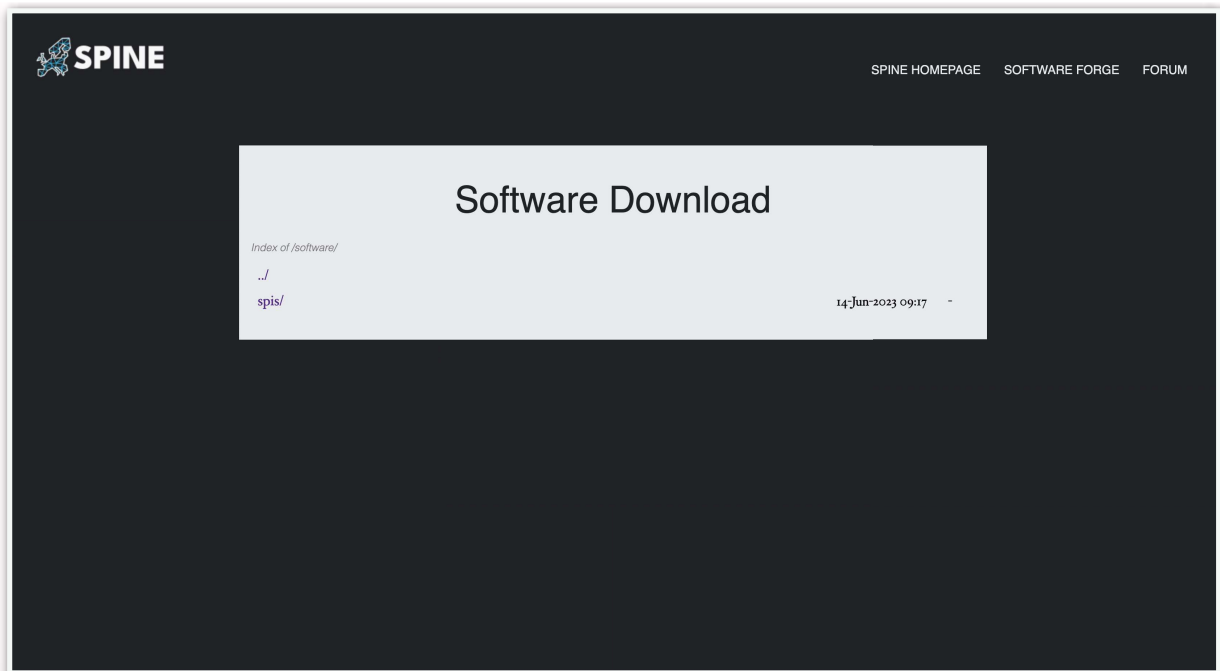 SPINE
SPINE HOMEPAGE SOFTWARE FORGE FORUM
Software Download
Index of /software/
../
spis/ 14-Jun-2023 09:17 -